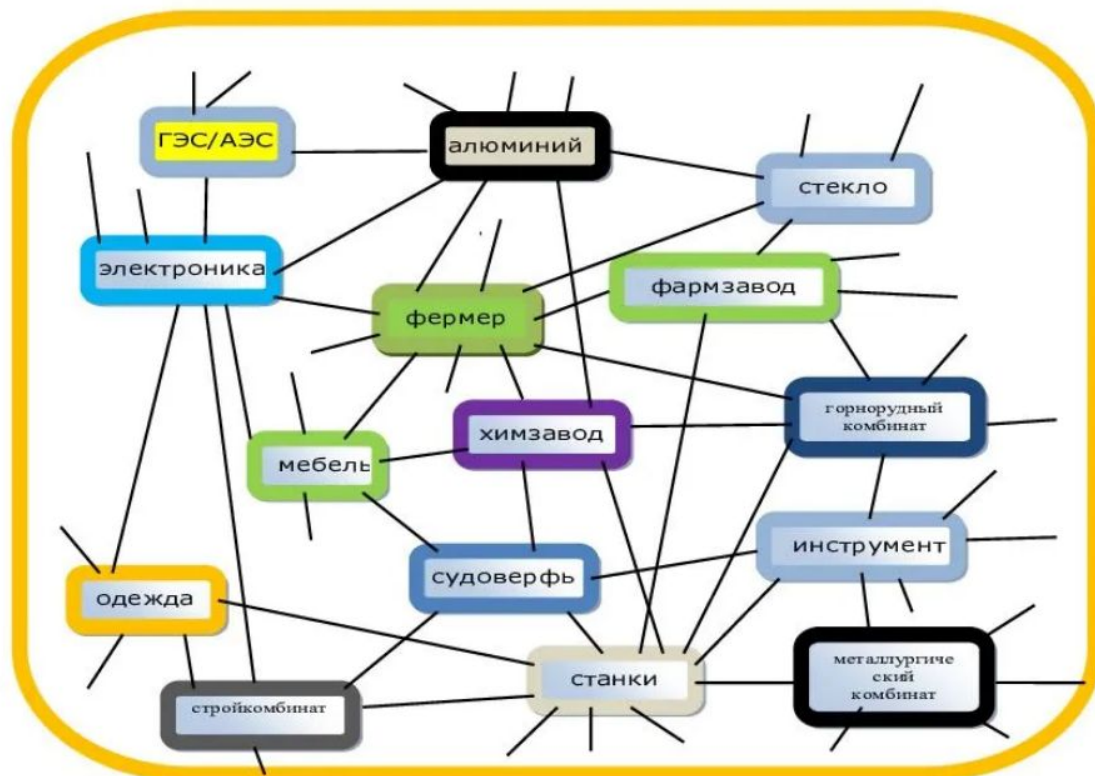 ГЭС/АЭС
алюминий
стекло
электроника
фармзавод
фермер
горнорудный
комбинат
химзавод
мебель
инструмент
судоверфь
одежда
металлургиче
ский
комбинат
станки
стройкомбинат